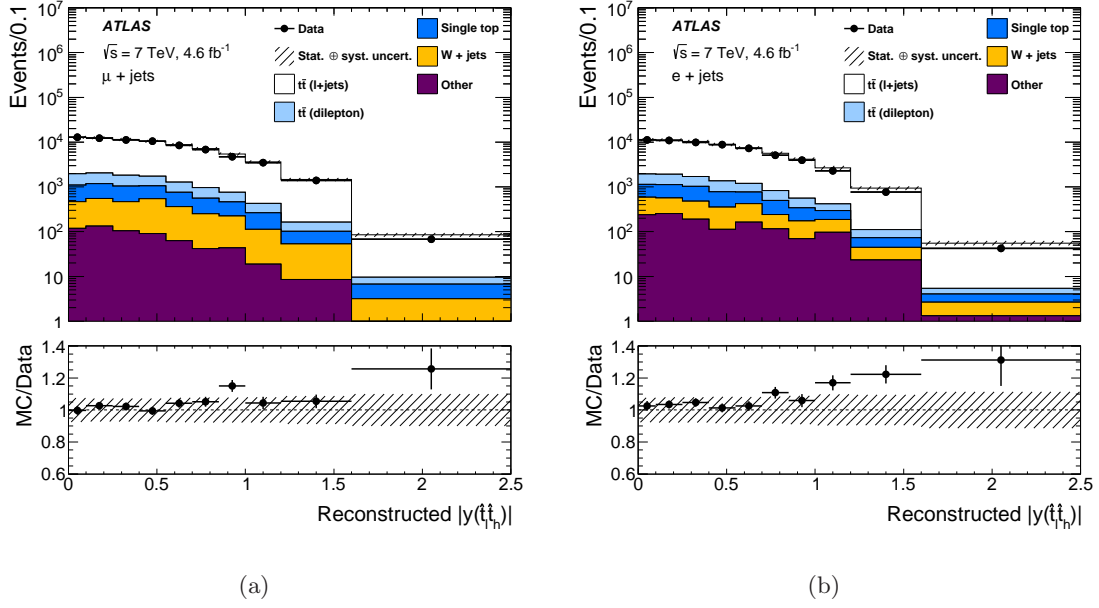 Events/0.1
10^7
10^6
10^5
10^4
10^3
10^2
10
1
ATLAS
√s = 7 TeV, 4.6 fb^-1
μ + jets
Data
Stat. ⊕ syst. uncert.
tt̄ (l+jets)
tt̄ (dilepton)
Single top
W + jets
Other
MC/Data
1.4
1.2
1
0.8
0.6
0 0.5 1 1.5 2 2.5
Reconstructed |y(t̂_l t̂_h)|
(a)
Events/0.1
10^7
10^6
10^5
10^4
10^3
10^2
10
1
ATLAS
√s = 7 TeV, 4.6 fb^-1
e + jets
Data
Stat. ⊕ syst. uncert.
tt̄ (l+jets)
tt̄ (dilepton)
Single top
W + jets
Other
MC/Data
1.4
1.2
1
0.8
0.6
0 0.5 1 1.5 2 2.5
Reconstructed |y(t̂_l t̂_h)|
(b)